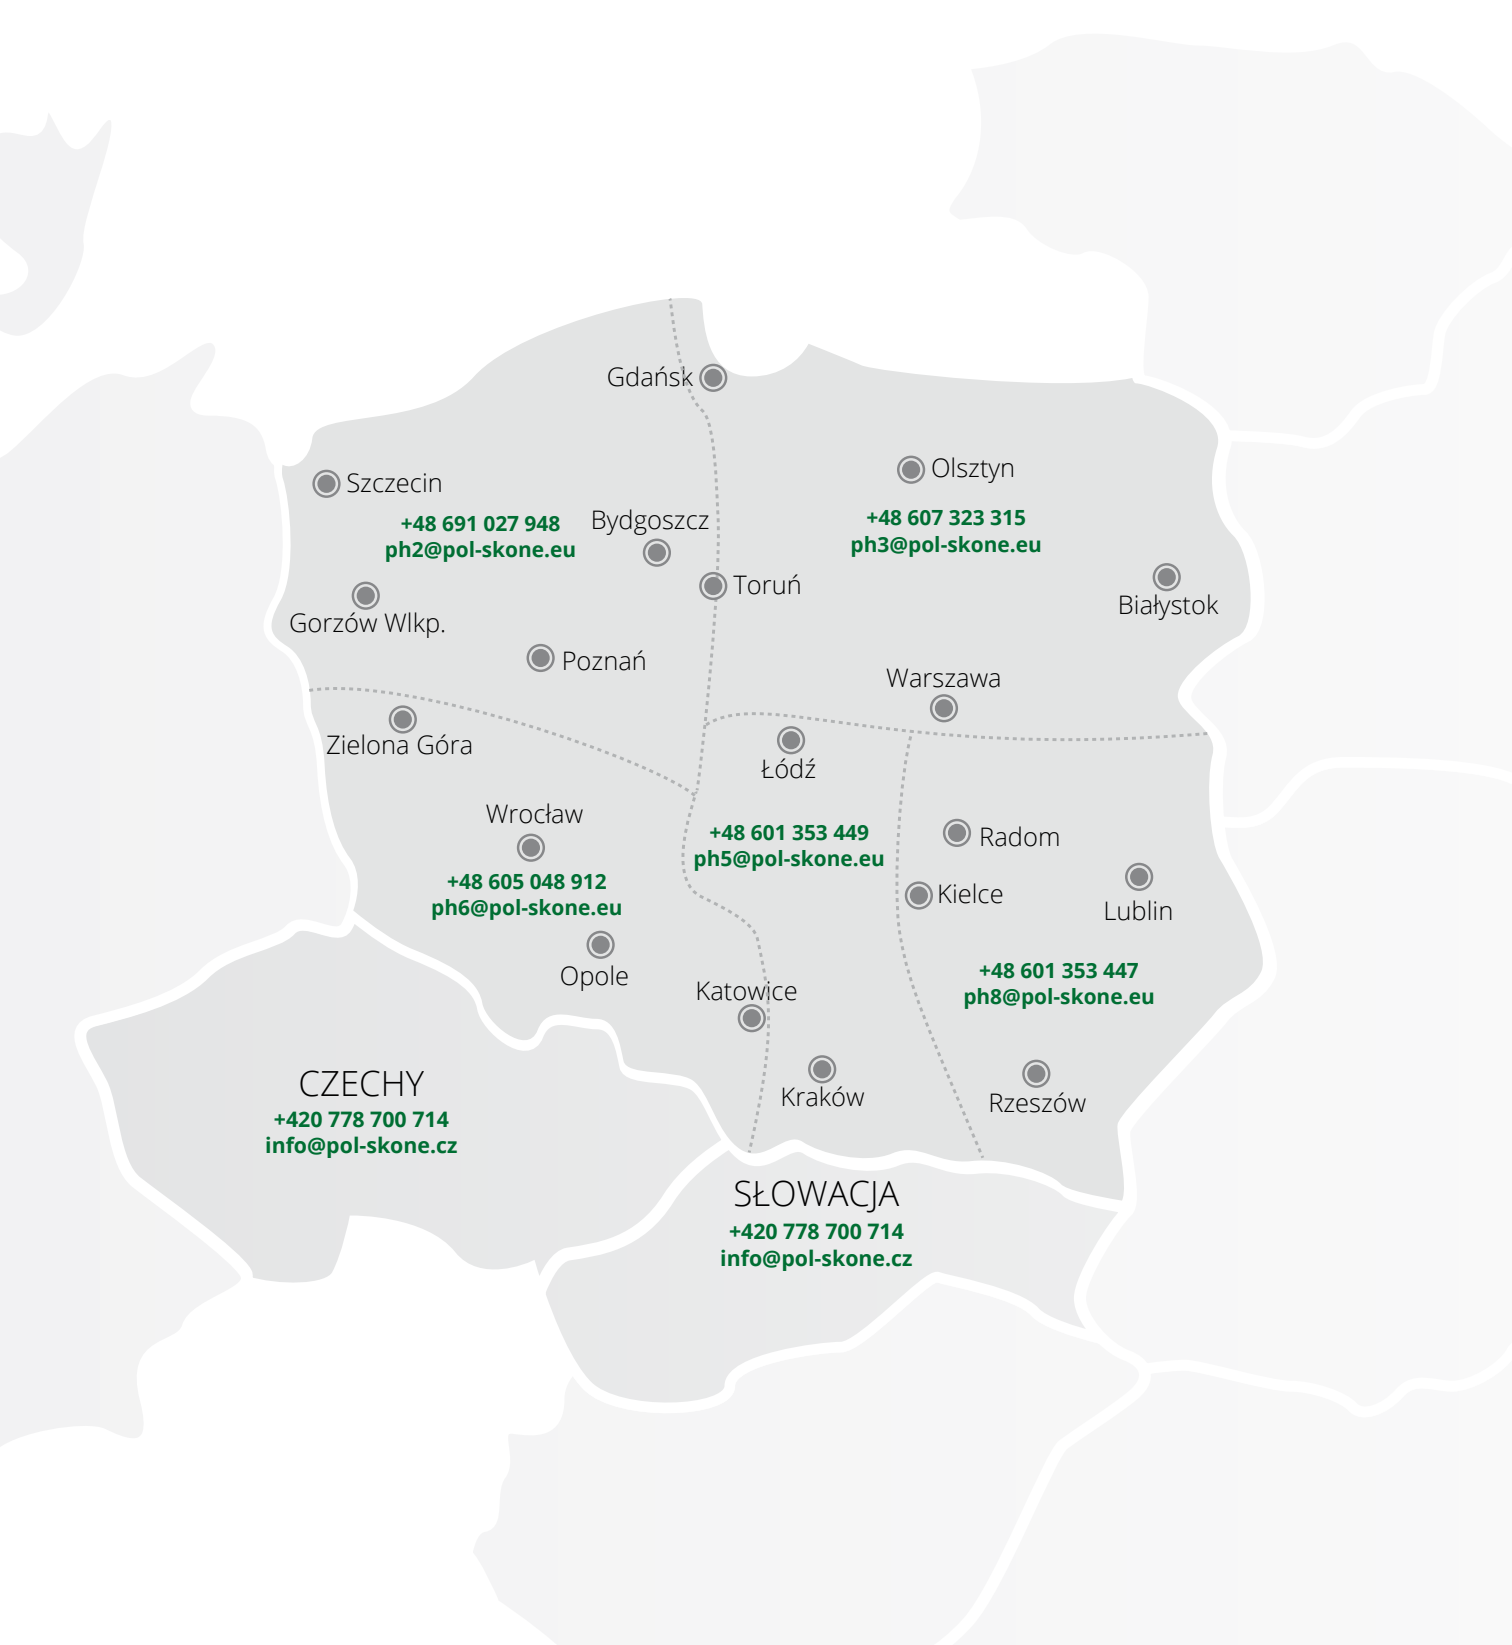 Gdańsk
Olsztyn
Szczecin
+48 607 323 315
ph3@pol-skone.eu
Bydgoszcz
+48 691 027 948
ph2@pol-skone.eu
Toruń
Białystok
Gorzów Wlkp.
Poznań
Warszawa
Zielona Góra
Łódź
Wrocław
+48 601 353 449
ph5@pol-skone.eu
Radom
+48 605 048 912
ph6@pol-skone.eu
Kielce
Lublin
Opole
+48 601 353 447
ph8@pol-skone.eu
Katowice
Kraków
Rzeszów
CZECHY
+420 778 700 714
info@pol-skone.cz
SŁOWACJA
+420 778 700 714
info@pol-skone.cz